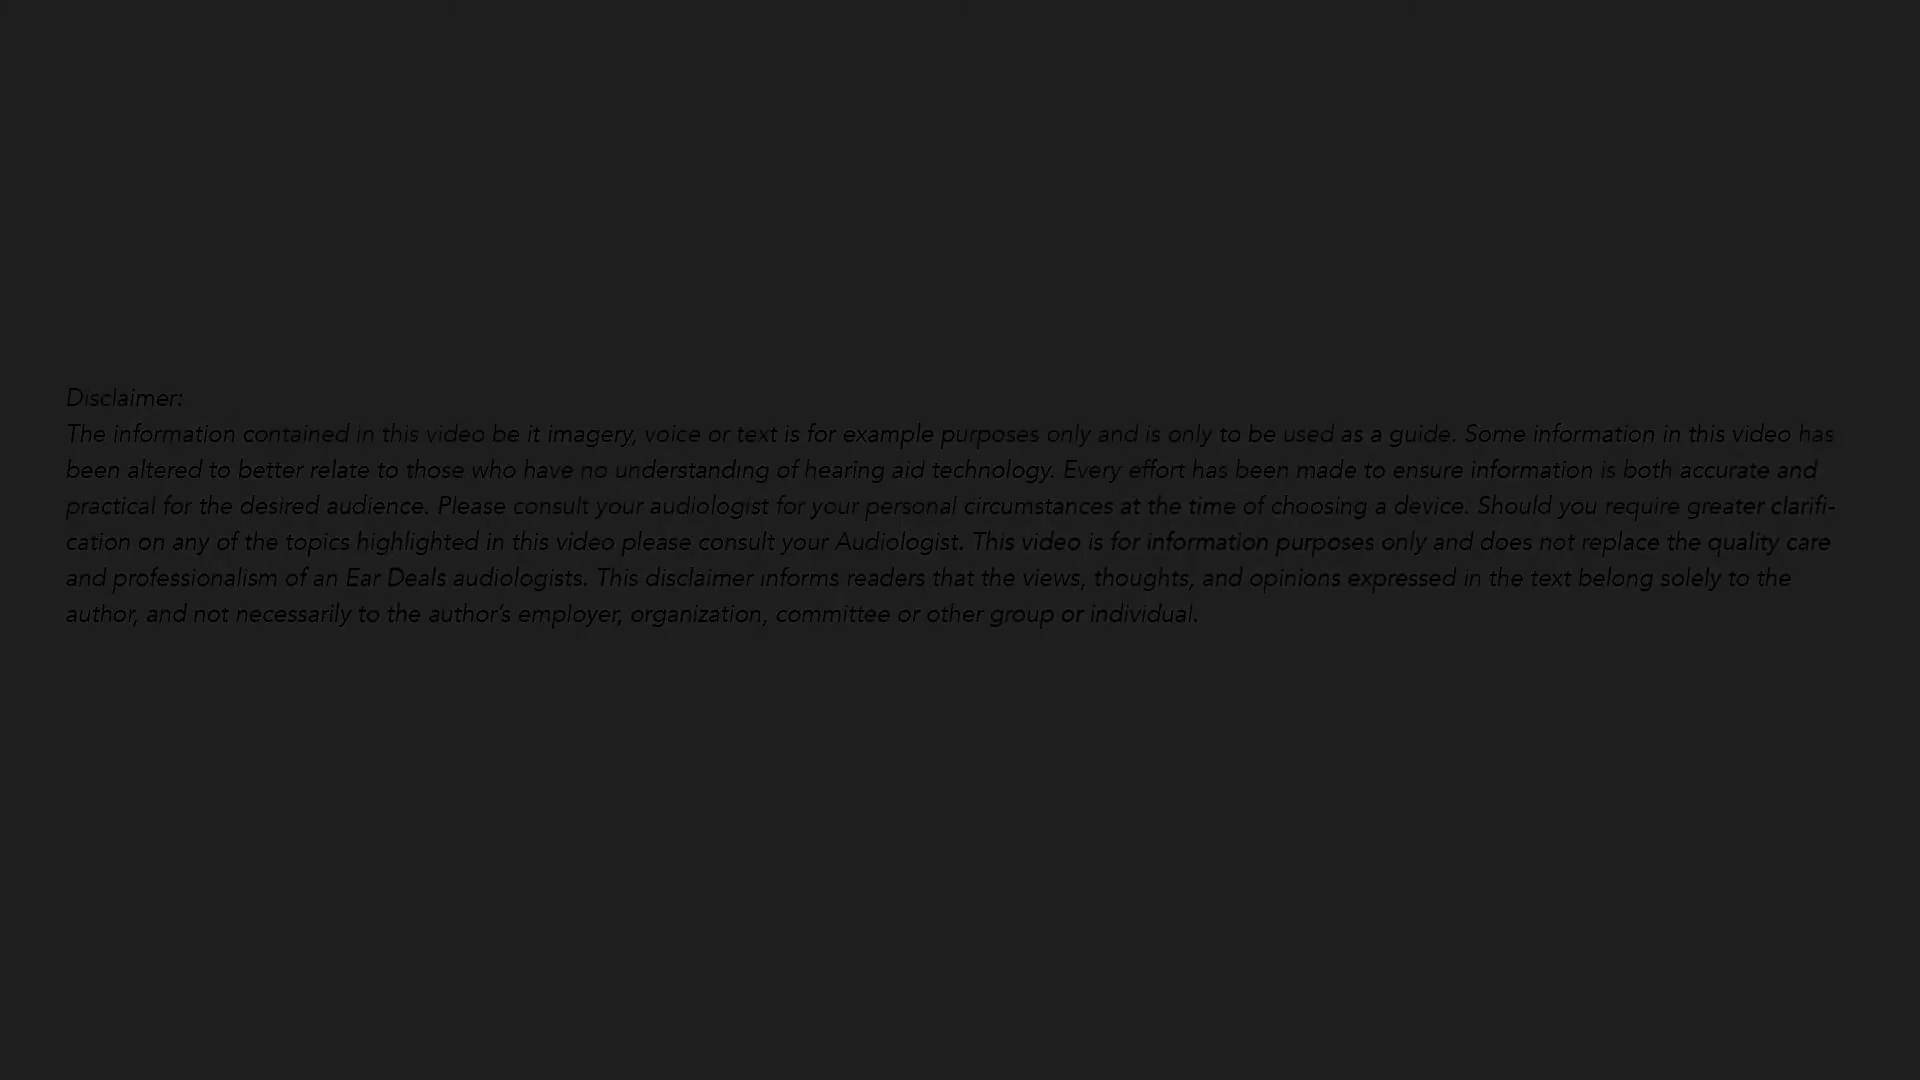 Disclaimer:
The information contained in this video be it imagery, voice or text is for example purposes only and is only to be used as a guide. Some information in this video has
been altered to better relate to those who have no understanding of hearing aid technology. Every effort has been made to ensure information is both accurate and
practical for the desired audience. Please consult your audiologist for your personal circumstances at the time of choosing a device. Should you require greater clarifi-
cation on any of the topics highlighted in this video please consult your Audiologist. This video is for information purposes only and does not replace the quality care
and professionalism of an Ear Deals audiologists. This disclaimer informs readers that the views, thoughts, and opinions expressed in the text belong solely to the
author, and not necessarily to the author’s employer, organization, committee or other group or individual.